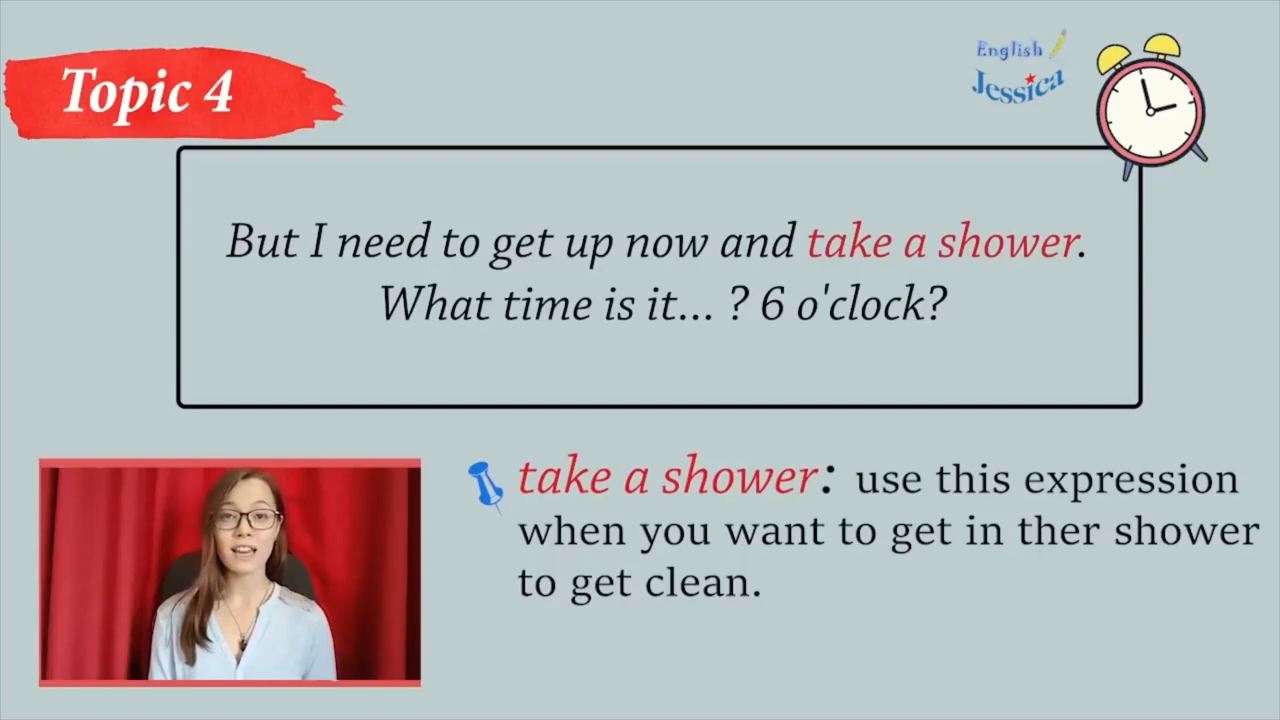 Topic 4
English
Jessica
But I need to get up now and take a shower.
What time is it... ? 6 o'clock?
take a shower: use this expression
when you want to get in ther shower
to get clean.